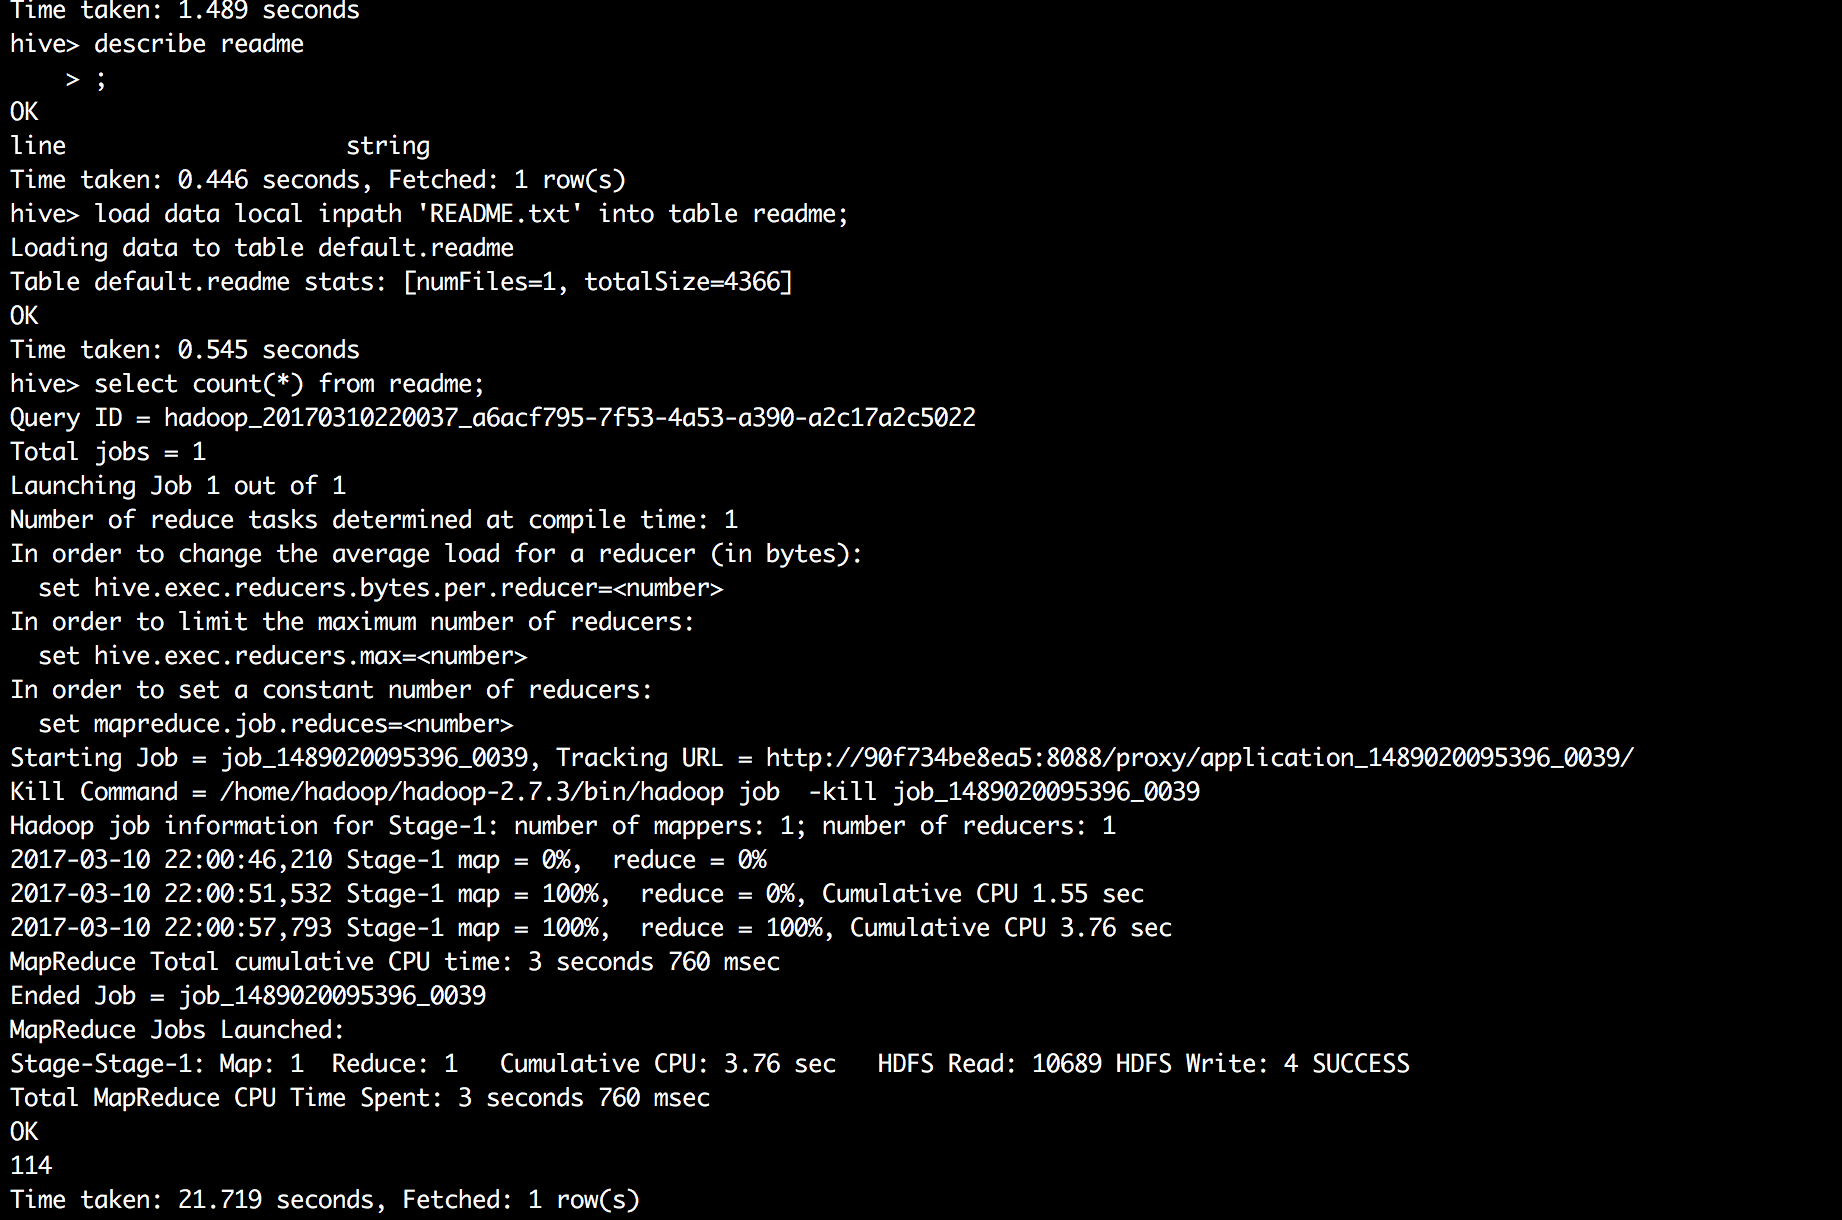 Time taken: 1.489 seconds
hive> describe readme
    > ;
OK
line                    string
Time taken: 0.446 seconds, Fetched: 1 row(s)
hive> load data local inpath 'README.txt' into table readme;
Loading data to table default.readme
Table default.readme stats: [numFiles=1, totalSize=4366]
OK
Time taken: 0.545 seconds
hive> select count(*) from readme;
Query ID = hadoop_20170310220037_a6acf795-7f53-4a53-a390-a2c17a2c5022
Total jobs = 1
Launching Job 1 out of 1
Number of reduce tasks determined at compile time: 1
In order to change the average load for a reducer (in bytes):
  set hive.exec.reducers.bytes.per.reducer=<number>
In order to limit the maximum number of reducers:
  set hive.exec.reducers.max=<number>
In order to set a constant number of reducers:
  set mapreduce.job.reduces=<number>
Starting Job = job_1489020095396_0039, Tracking URL = http://90f734be8ea5:8088/proxy/application_1489020095396_0039/
Kill Command = /home/hadoop/hadoop-2.7.3/bin/hadoop job  -kill job_1489020095396_0039
Hadoop job information for Stage-1: number of mappers: 1; number of reducers: 1
2017-03-10 22:00:46,210 Stage-1 map = 0%,  reduce = 0%
2017-03-10 22:00:51,532 Stage-1 map = 100%,  reduce = 0%, Cumulative CPU 1.55 sec
2017-03-10 22:00:57,793 Stage-1 map = 100%,  reduce = 100%, Cumulative CPU 3.76 sec
MapReduce Total cumulative CPU time: 3 seconds 760 msec
Ended Job = job_1489020095396_0039
MapReduce Jobs Launched:
Stage-Stage-1: Map: 1  Reduce: 1   Cumulative CPU: 3.76 sec   HDFS Read: 10689 HDFS Write: 4 SUCCESS
Total MapReduce CPU Time Spent: 3 seconds 760 msec
OK
114
Time taken: 21.719 seconds, Fetched: 1 row(s)